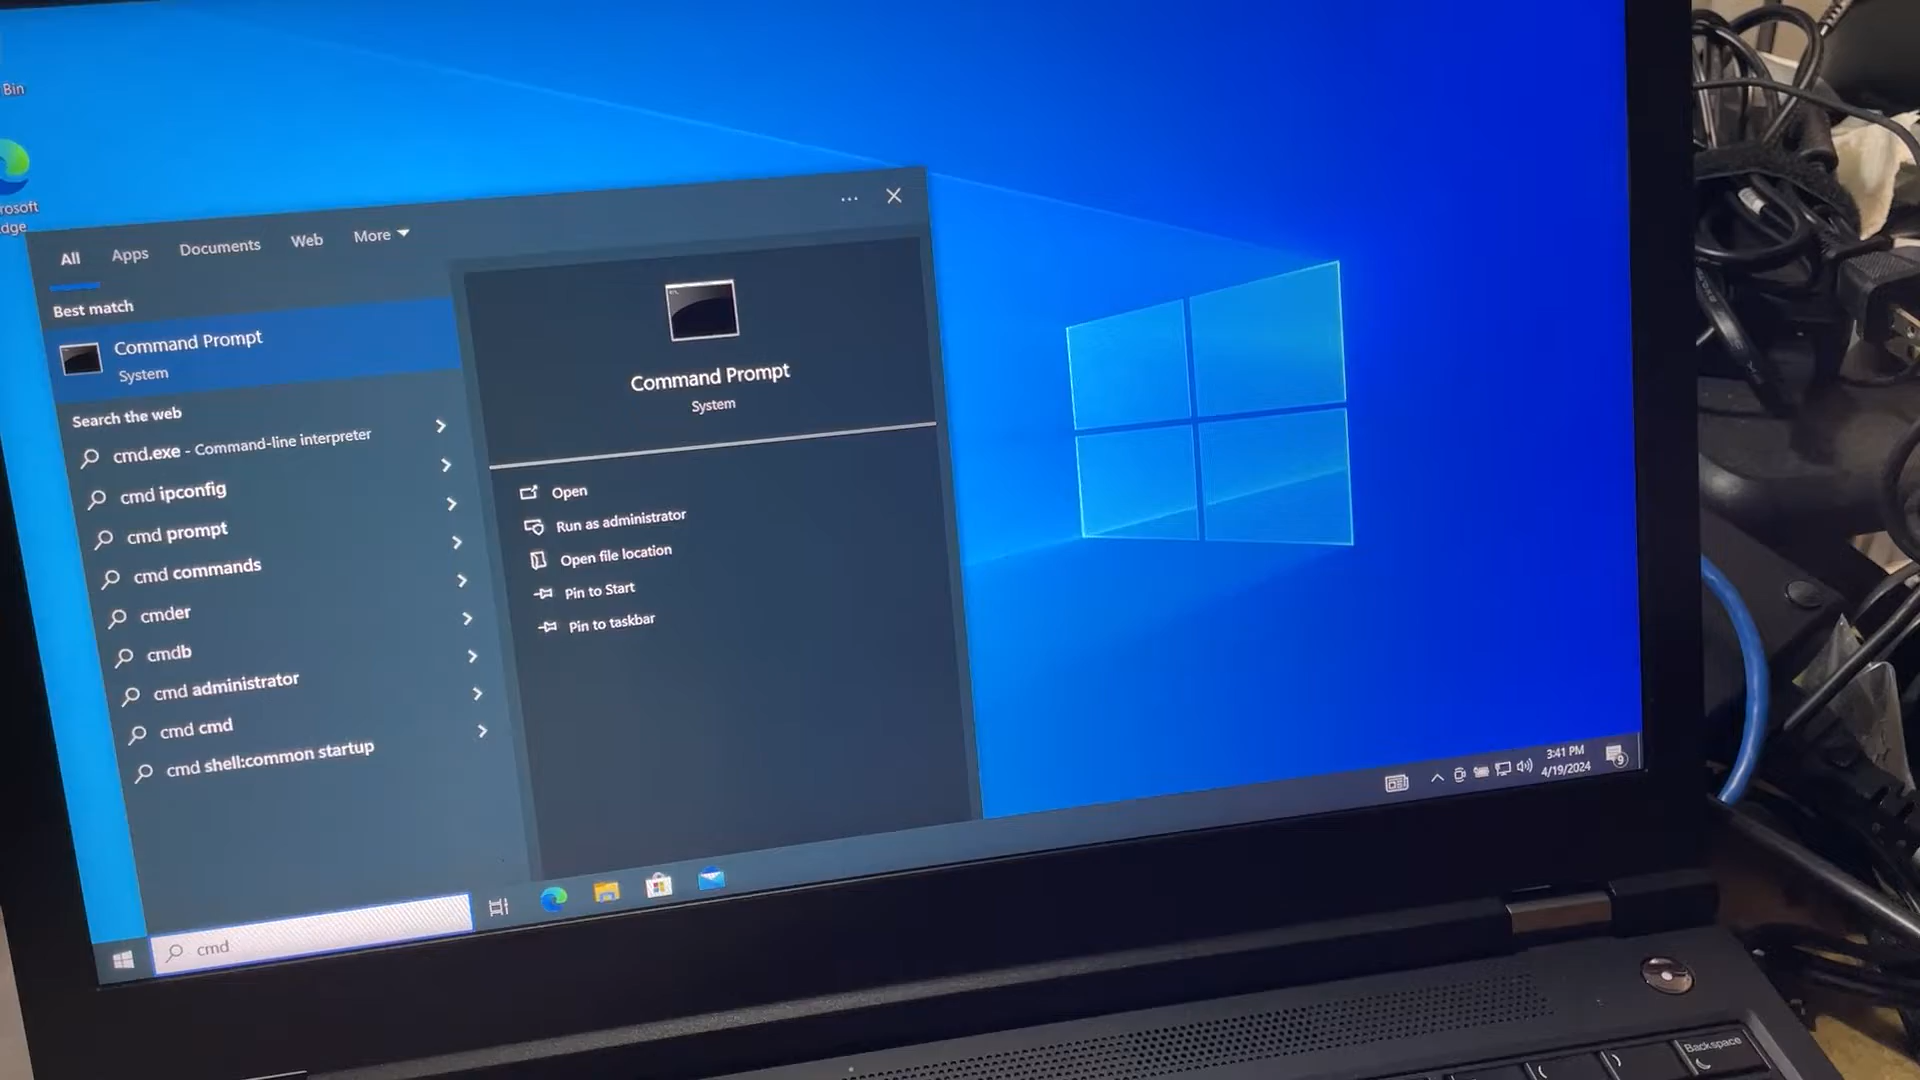 Bin
rosoft
dge
All
Apps
Documents
Web
More
Best match
Command Prompt
System
Search the web
cmd.exe - Command-line interpreter
cmd ipconfig
cmd prompt
cmd commands
cmder
cmdb
cmd administrator
cmd cmd
cmd shell:common startup
Command Prompt
System
Open
Run as administrator
Open file location
Pin to Start
Pin to taskbar
cmd
3:41 PM
4/19/2024
9
Backspace